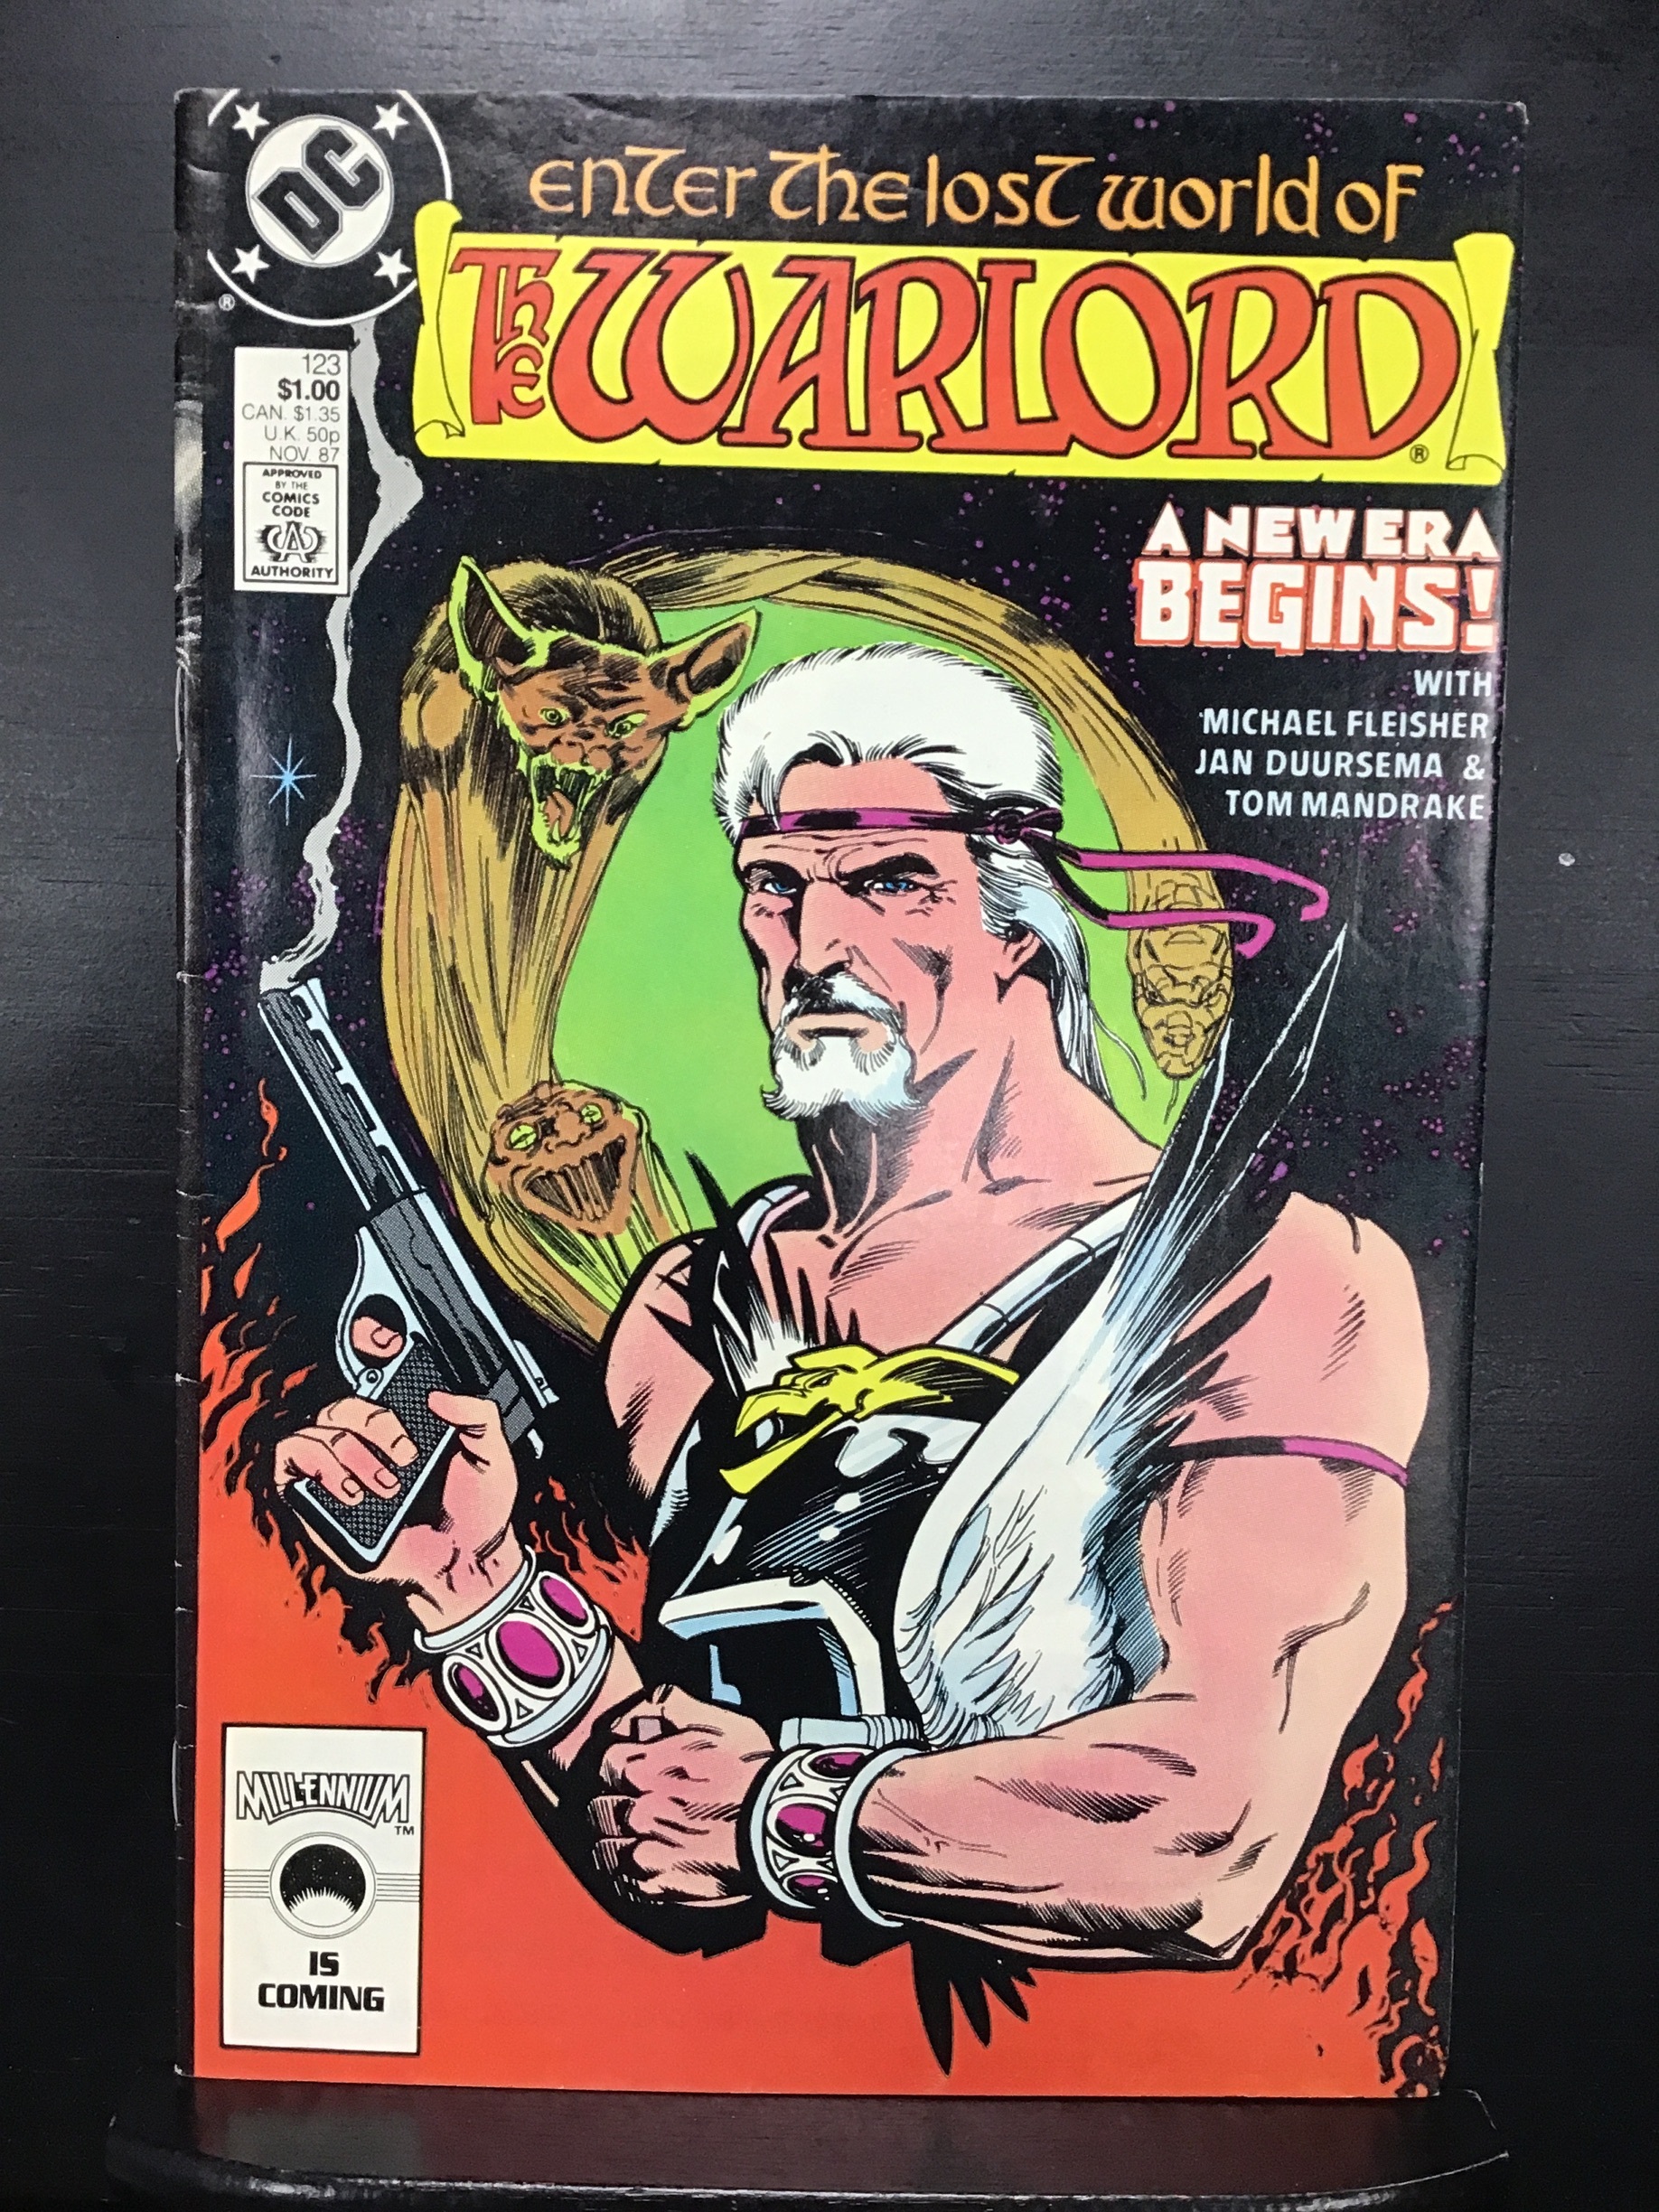 DC
®
enter the lost world of
The WARLORD
®
123
$1.00
CAN. $1.35
U.K. 50p
NOV. 87
APPROVED
BY THE
COMICS
CODE
AUTHORITY
A NEW ERA
BEGINS!
WITH
MICHAEL FLEISHER
JAN DUURSEMA &
TOM MANDRAKE
MILLENNIUM
TM
IS
COMING